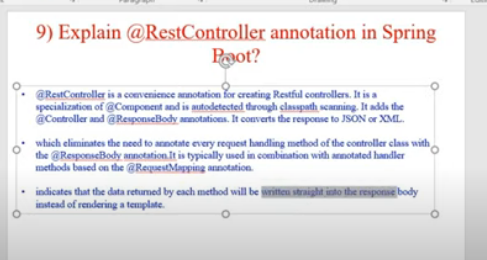 Paragraph
Drawing
9) Explain @RestController annotation in Spring
Boot?
• @RestController is a convenience annotation for creating Restful controllers. It is a
specialization of @Component and is autodetected through classpath scanning. It adds the
@Controller and @ResponseBody annotations. It converts the response to JSON or XML.
• which eliminates the need to annotate every request handling method of the controller class with
the @ResponseBody annotation.It is typically used in combination with annotated handler
methods based on the @RequestMapping annotation.
• indicates that the data returned by each method will be written straight into the response body
instead of rendering a template.